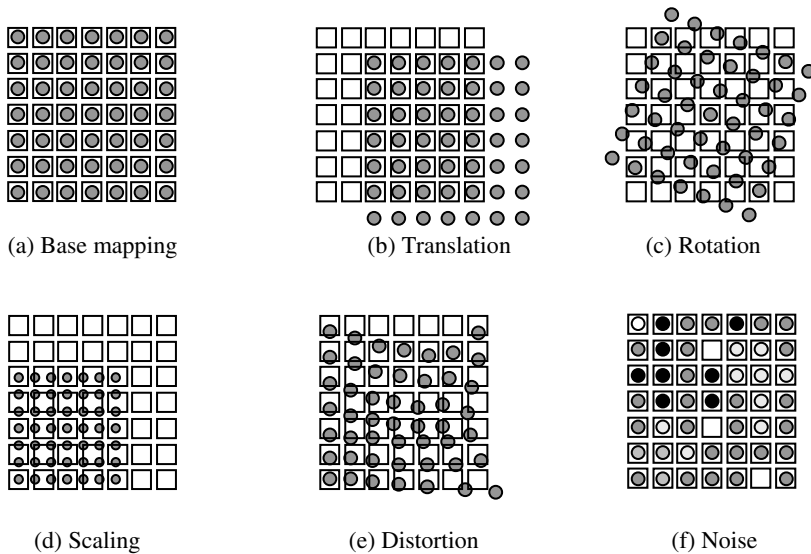 (a) Base mapping
(b) Translation
(c) Rotation
(d) Scaling
(e) Distortion
(f) Noise